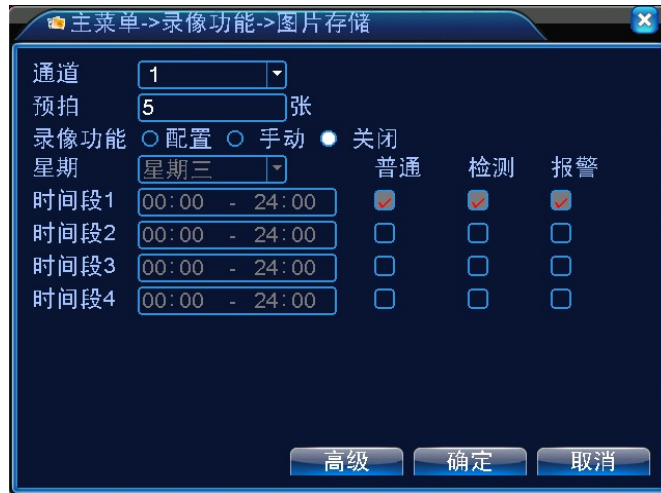 主菜单->录像功能->图片存储
通道 1
预拍 5 张
录像功能 配置 手动 关闭
星期 星期三 普通 检测 报警
时间段1 00:00 - 24:00
时间段2 00:00 - 24:00
时间段3 00:00 - 24:00
时间段4 00:00 - 24:00
高级 确定 取消